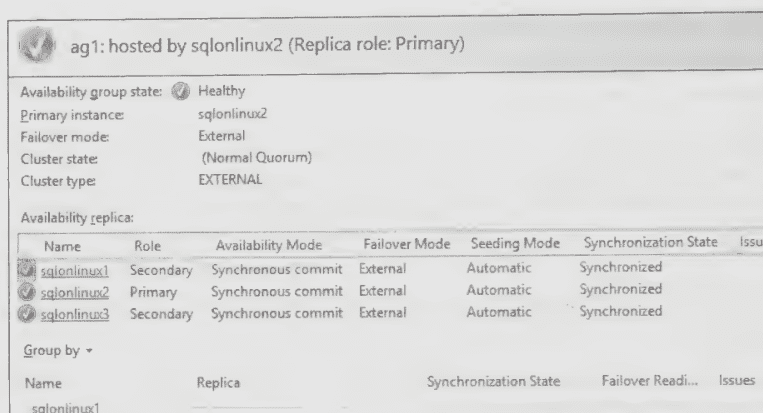 ag1: hosted by sqlonlinux2 (Replica role: Primary)
Availability group state: Healthy
Primary instance: sqlonlinux2
Failover mode: External
Cluster state: (Normal Quorum)
Cluster type: EXTERNAL
Availability replica:
Name Role Availability Mode Failover Mode Seeding Mode Synchronization State Issu
sqlonlinux1 Secondary Synchronous commit External Automatic Synchronized
sqlonlinux2 Primary Synchronous commit External Automatic Synchronized
sqlonlinux3 Secondary Synchronous commit External Automatic Synchronized
Group by
Name Replica Synchronization State Failover Readi... Issues
sqlonlinux1